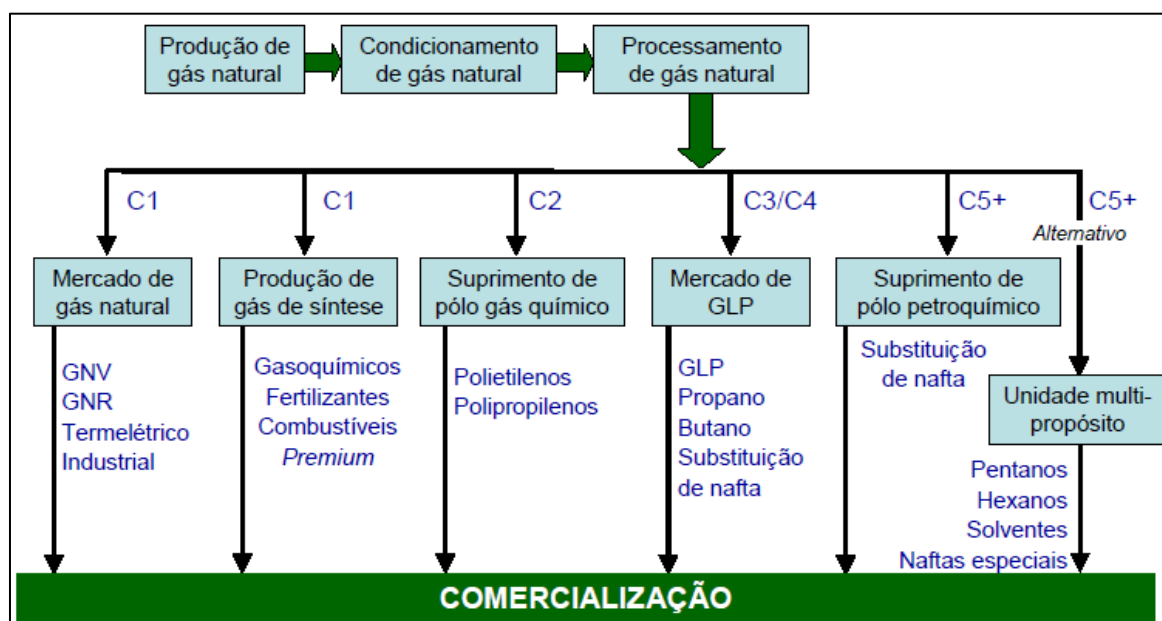 Produção de
gás natural
Condicionamento
de gás natural
Processamento
de gás natural
C1
C1
C2
C3/C4
C5+
C5+
Alternativo
Mercado de
gás natural
Produção de
gás de síntese
Suprimento de
pólo gás químico
Mercado de
GLP
Suprimento de
pólo petroquímico
GNV
GNR
Termelétrico
Industrial
Gasoquímicos
Fertilizantes
Combustíveis
Premium
Polietilenos
Polipropilenos
GLP
Propano
Butano
Substituição
de nafta
Substituição
de nafta
Unidade multi-
propósito
Pentanos
Hexanos
Solventes
Naftas especiais
COMERCIALIZAÇÃO